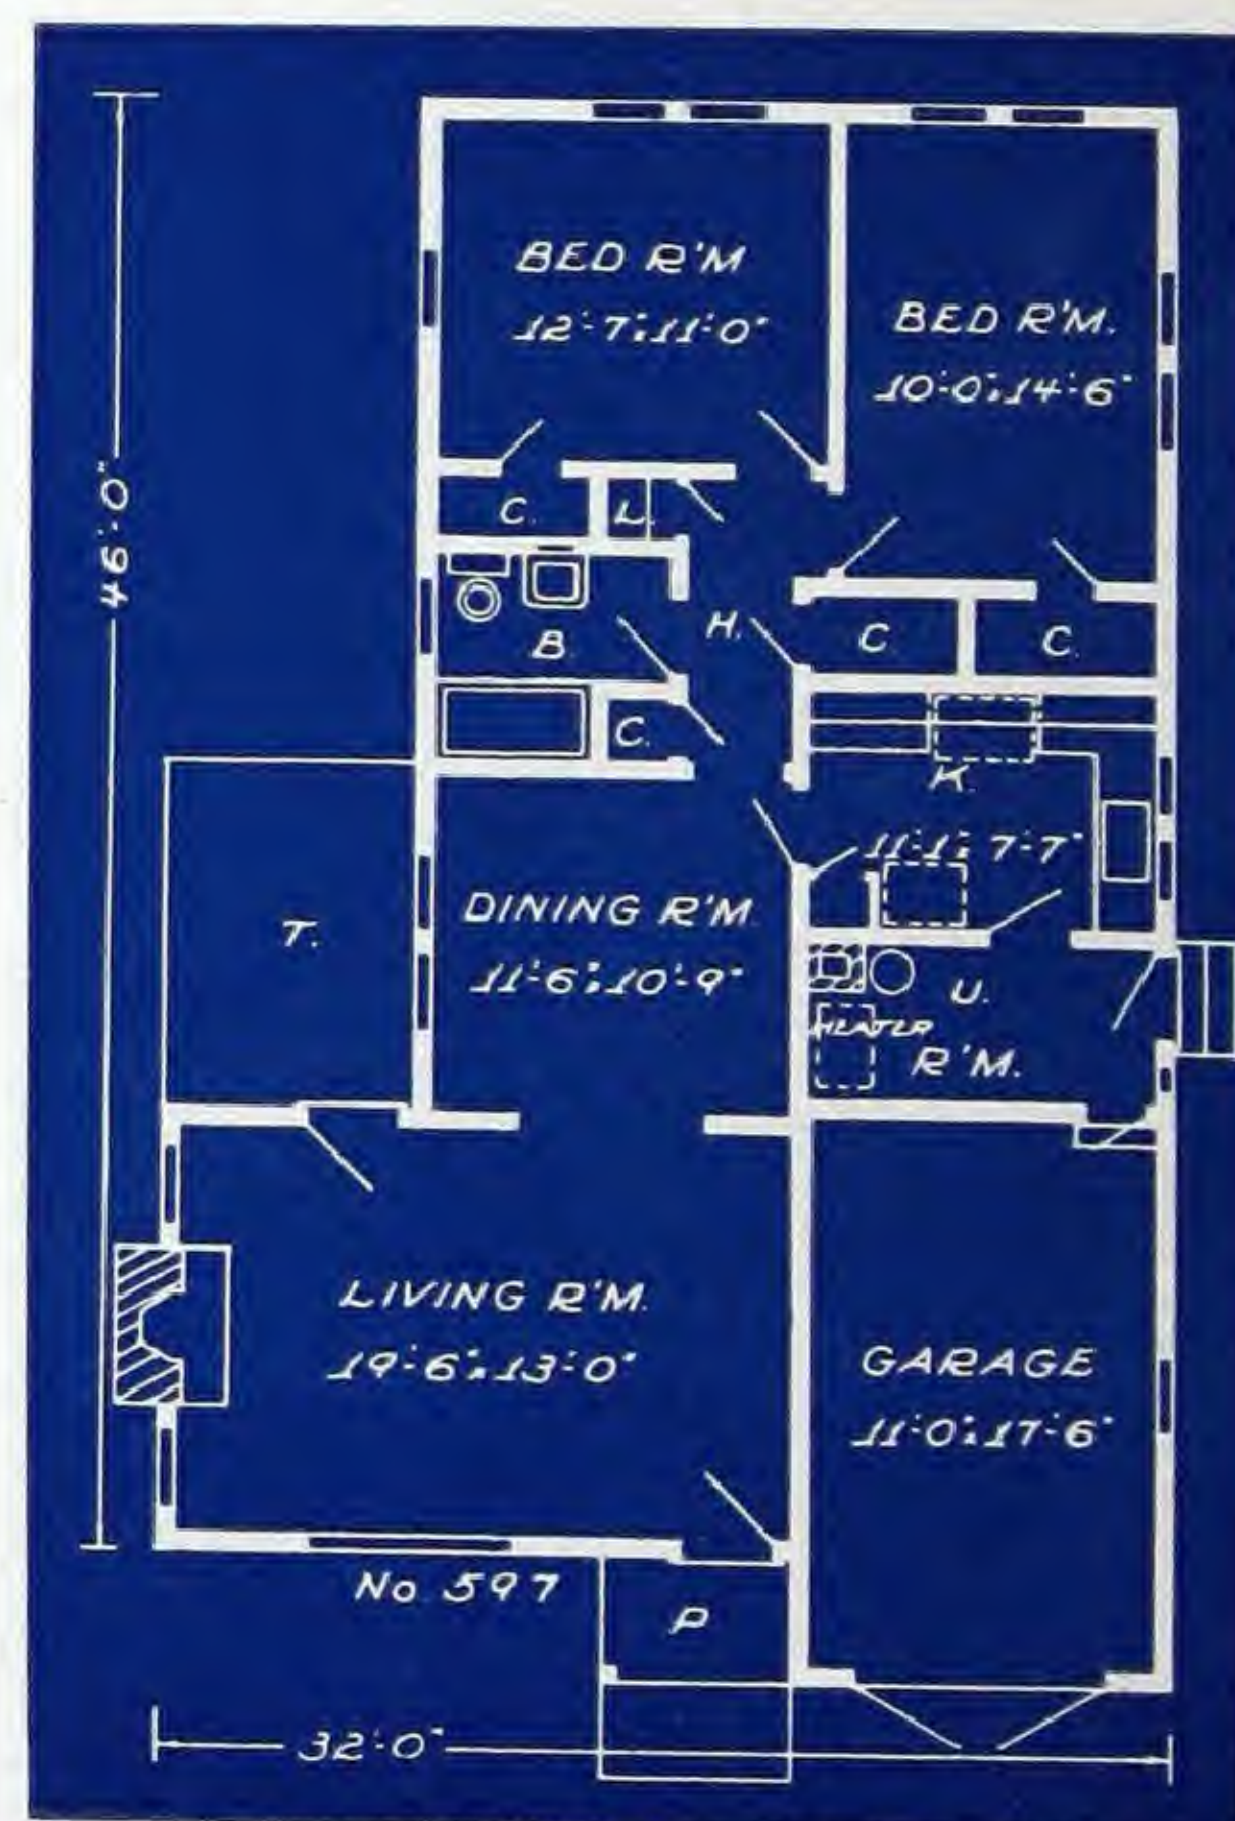 BED R'M
12'-7"x11'-0"
BED R'M.
10'-0"x14'-6"
46'-0"
C.
L.
B.
H.
C
C.
C.
K.
11'-1"x 7'-7"
T.
DINING R'M.
11'-6"x10'-9"
U.
HEATER
R'M.
LIVING R'M.
19'-6"x13'-0"
GARAGE
11'-0"x17'-6"
No. 597
P
32'-0"